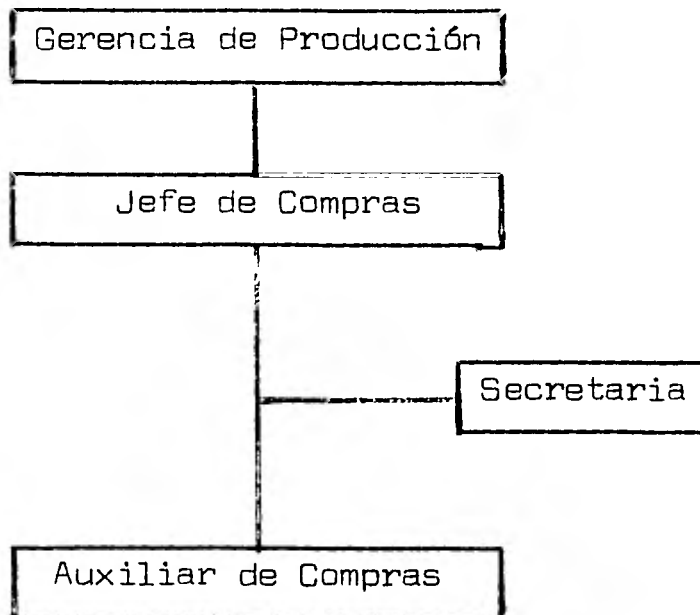 Gerencia de Producción
Jefe de Compras
Secretaria
Auxiliar de Compras